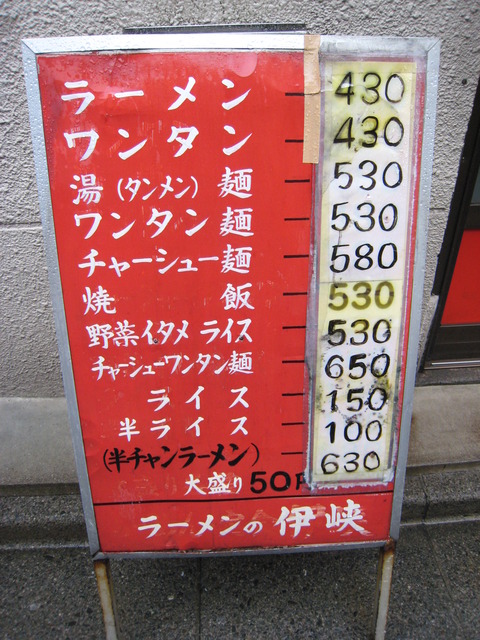 ラーメン — 430
ワンタン — 430
湯(タンメン)麺 — 530
ワンタン麺 — 530
チャーシュー麺 — 580
焼飯 — 530
野菜イタメライス — 530
チャーシューワンタン麺 — 650
ライス — 150
半ライス — 100
(半チャンラーメン) — 630
大盛り50円
ラーメンの伊峡